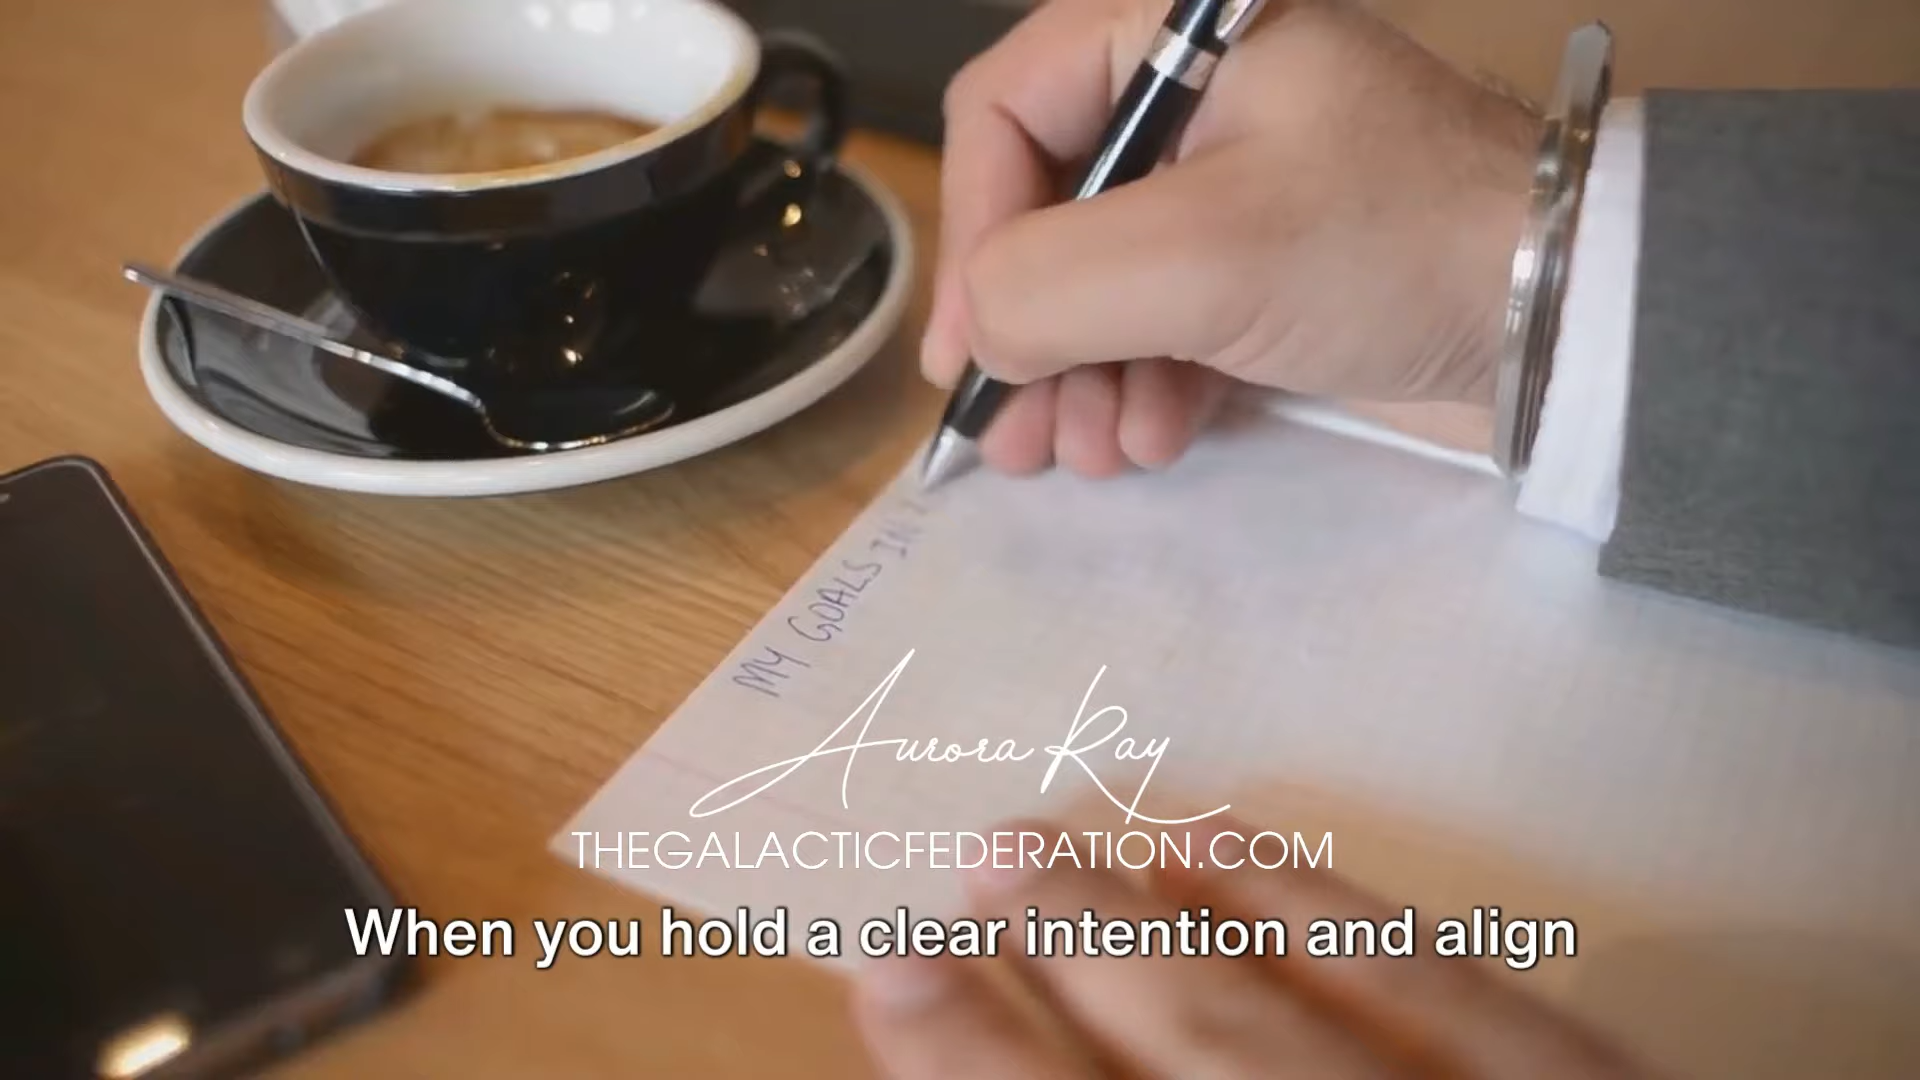 MY GOALS IN
Aurora Ray
THEGALACTICFEDERATION.COM
When you hold a clear intention and align